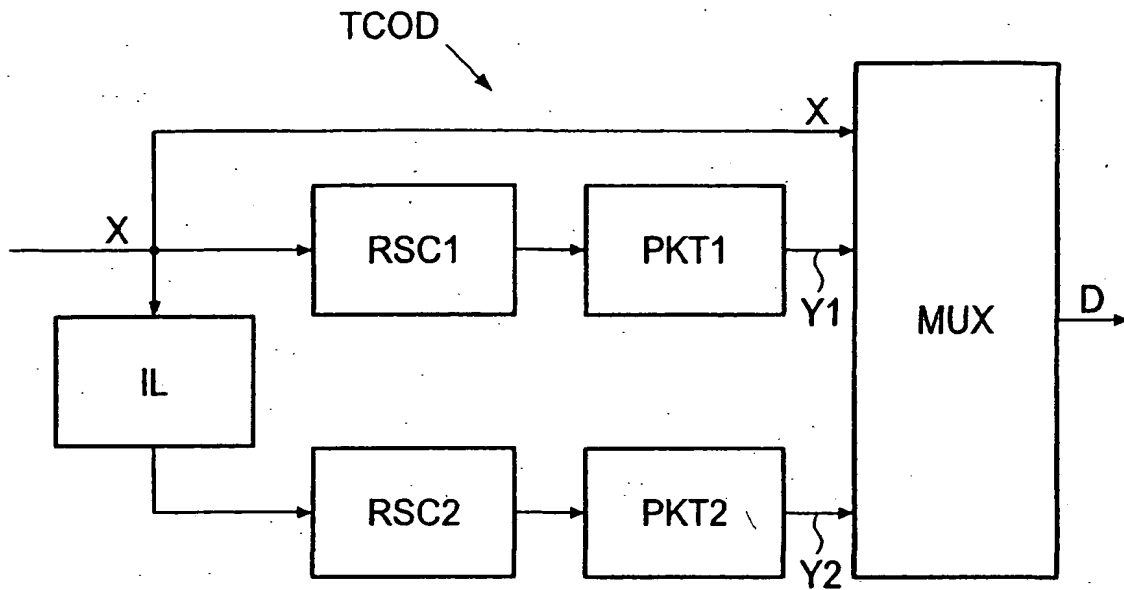 TCOD
X
X
RSC1
PKT1
Y1
MUX
D
IL
RSC2
PKT2
Y2